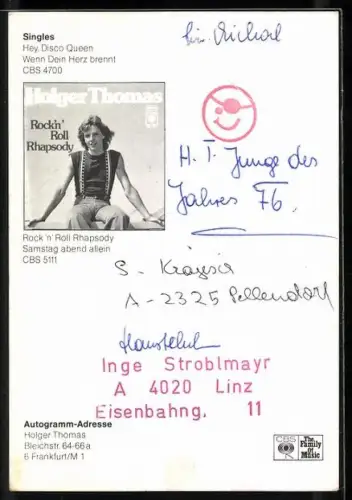 Singles
Hey, Disco Queen
Wenn Dein Herz brennt
CBS 4700
Holger Thomas
Rock'n'
Roll
Rhapsody
Rock 'n' Roll Rhapsody
Samstag abend allein
CBS 5111
für Michael
H. T. Junge des
Jahres 76.
A - 2325 Pellendorf
Inge Stroblmayr
A 4020 Linz
Eisenbahng. 11
Autogramm-Adresse
Holger Thomas
Bleichstr. 64-66a
6 Frankfurt/M 1
CBS
The
Family
of
Music